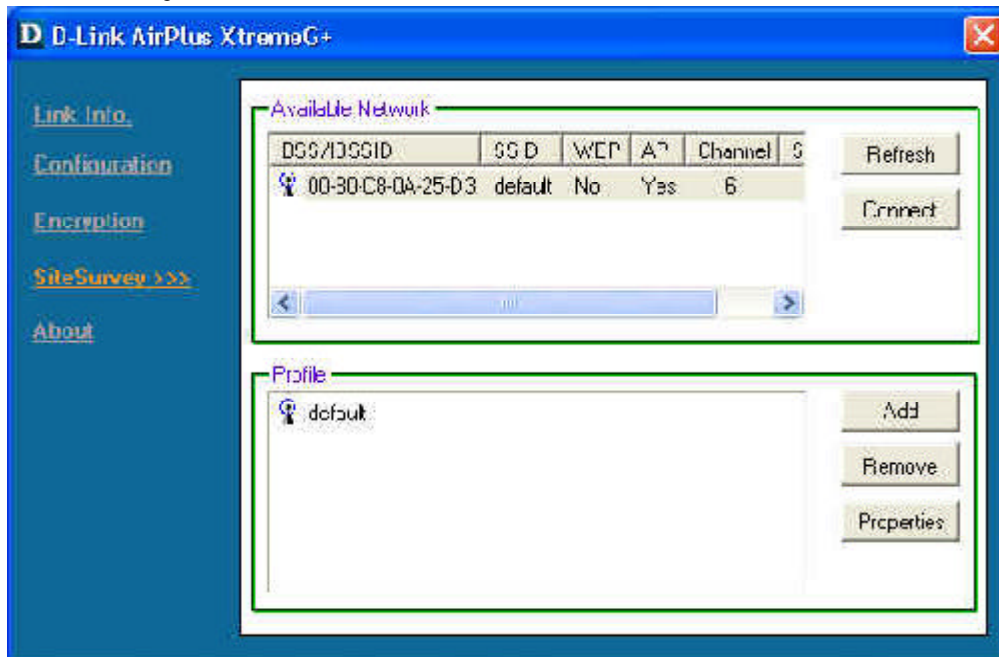 D D-Link AirPlus XtremeG+
Link Info.
Configuration
Encryption
SiteSurvey >>>
About
Available Network
BSS/IBSSID SSID WEP AP Channel S
00-80-C8-0A-25-D3 default No Yes 6
Refresh
Connect
Profile
default
Add
Remove
Properties